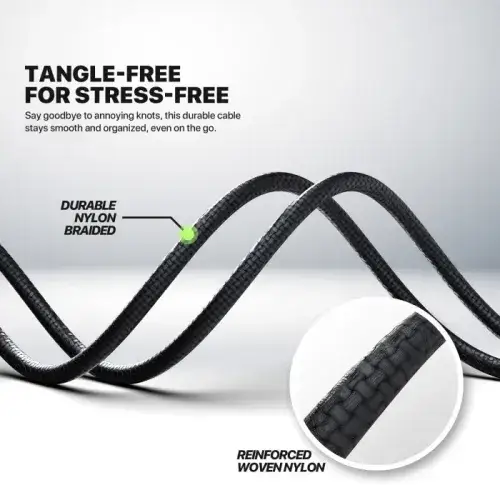 TANGLE-FREE
FOR STRESS-FREE
Say goodbye to annoying knots, this durable cable
stays smooth and organized, even on the go.
DURABLE
NYLON
BRAIDED
REINFORCED
WOVEN NYLON